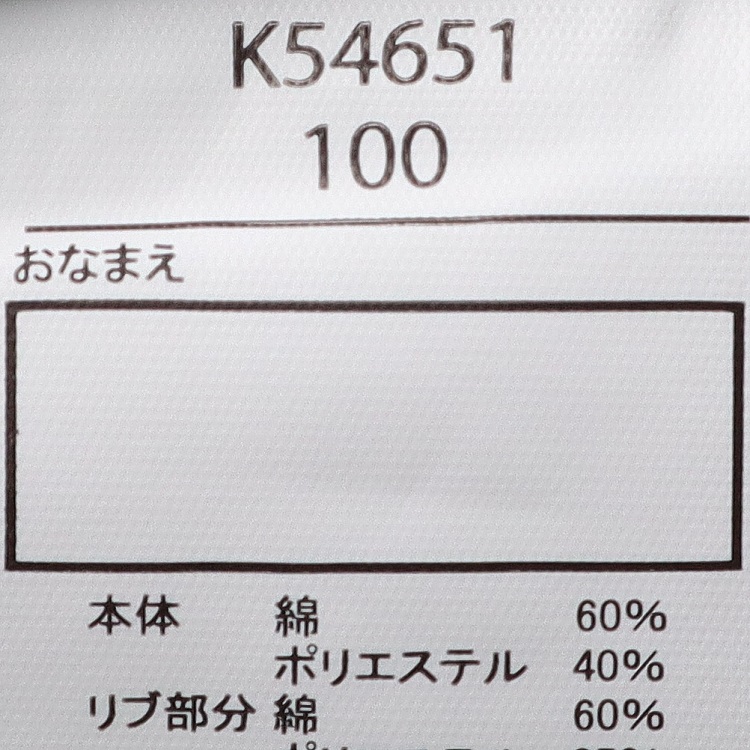 K54651
100
おなまえ
本体 綿 60%
ポリエステル 40%
リブ部分 綿 60%